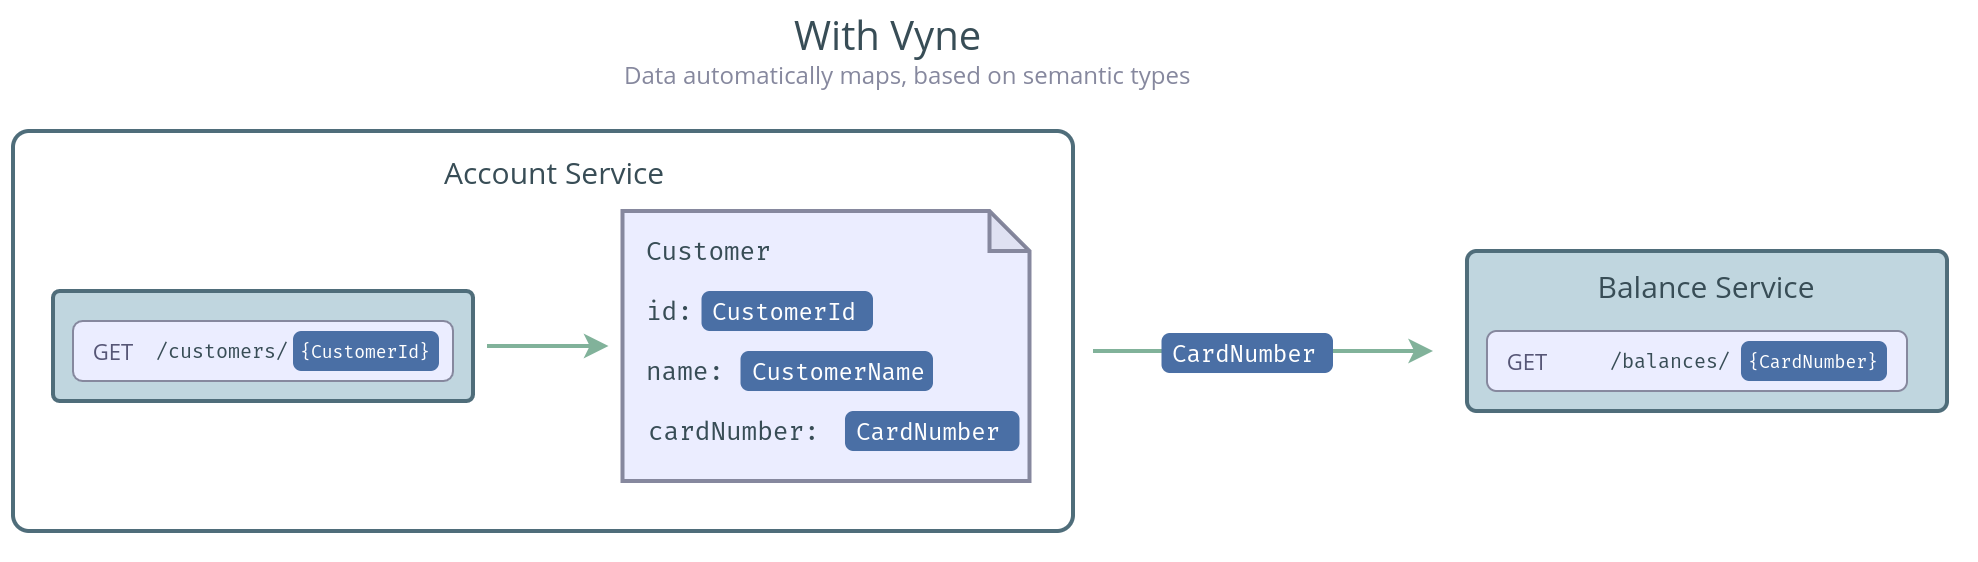 With Vyne
Data automatically maps, based on semantic types
Account Service
GET /customers/ {CustomerId}
Customer
id: CustomerId
name: CustomerName
cardNumber: CardNumber
CardNumber
Balance Service
GET /balances/ {CardNumber}